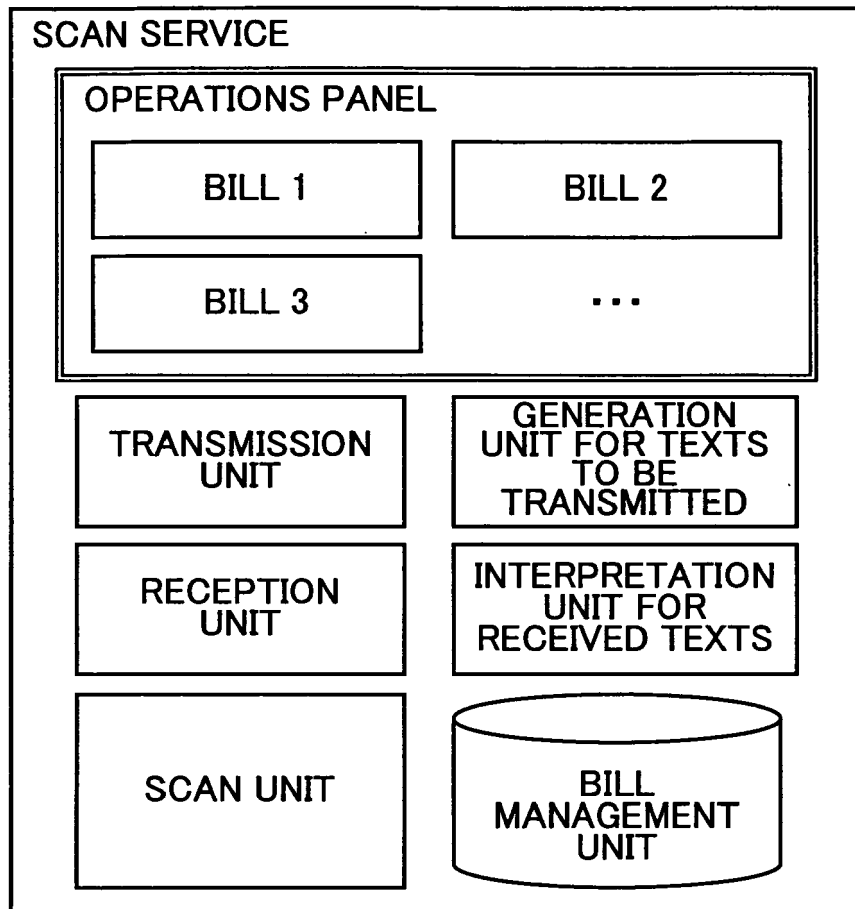 SCAN SERVICE
OPERATIONS PANEL
BILL 1
BILL 2
BILL 3
...
TRANSMISSION
UNIT
GENERATION
UNIT FOR TEXTS
TO BE
TRANSMITTED
RECEPTION
UNIT
INTERPRETATION
UNIT FOR
RECEIVED TEXTS
SCAN UNIT
BILL
MANAGEMENT
UNIT